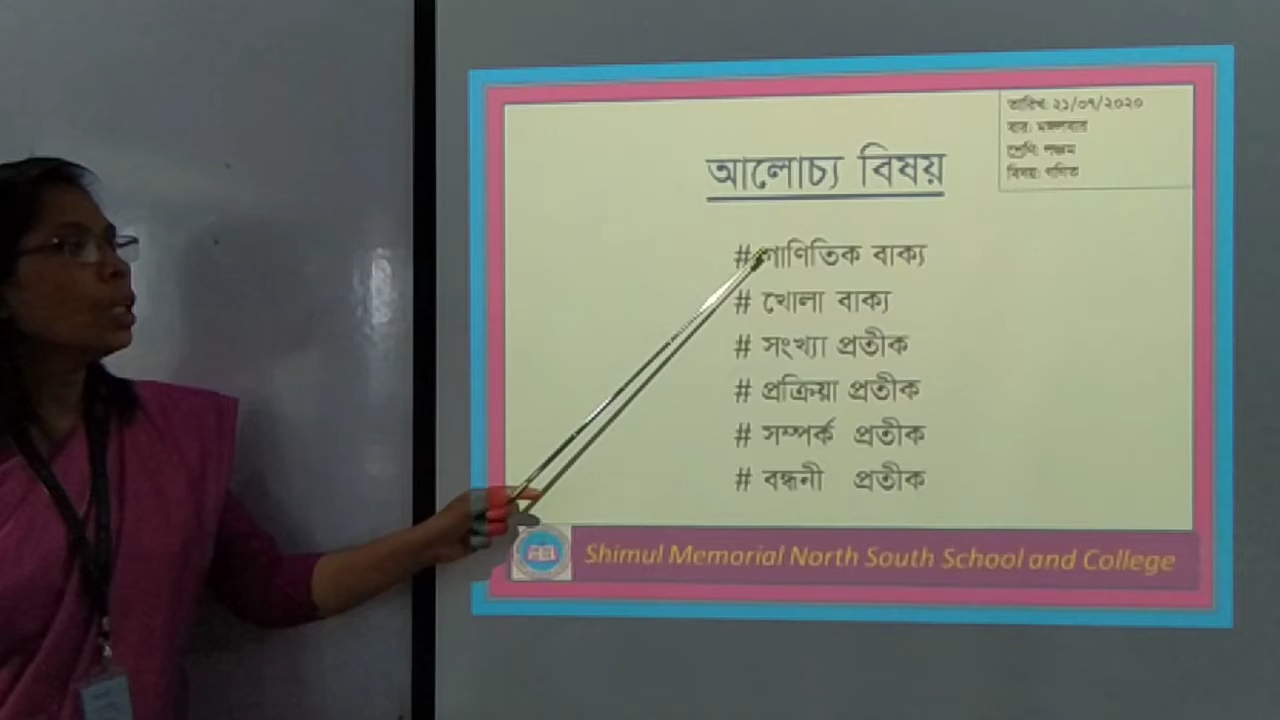 তারিখ: ২১/০৭/২০২০
বার: মঙ্গলবার
শ্রেণি: পঞ্চম
বিষয়: গণিত
আলোচ্য বিষয়
# গাণিতিক বাক্য
# খোলা বাক্য
# সংখ্যা প্রতীক
# প্রক্রিয়া প্রতীক
# সম্পর্ক প্রতীক
# বন্ধনী প্রতীক
Shimul Memorial North South School and College